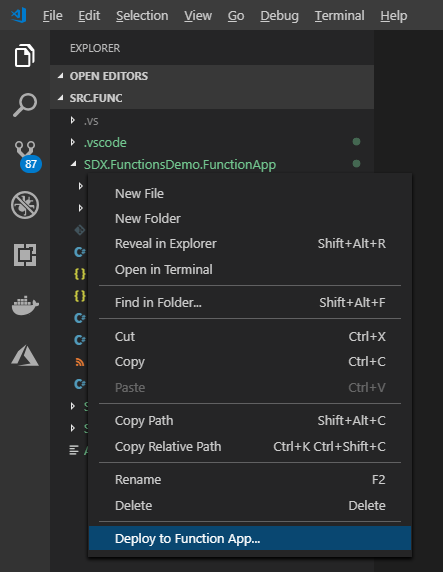 File Edit View Go Debug Terminal Help
EXPLORER
OPEN EDITORS
SRC.FUNC
.vs
.vscode
87
SDX.FunctionsDemo.FunctionApp
New File
New Folder
Reveal in Explorer Shift+Alt+R
Open in Terminal
Find in Folder... Shift+Alt+F
Cut Ctrl+X
Copy Ctrl+C
Paste Ctrl+V
Copy Path Shift+Alt+C
Copy Relative Path Ctrl+K Ctrl+Shift+C
Rename F2
Delete Delete
Deploy to Function App...